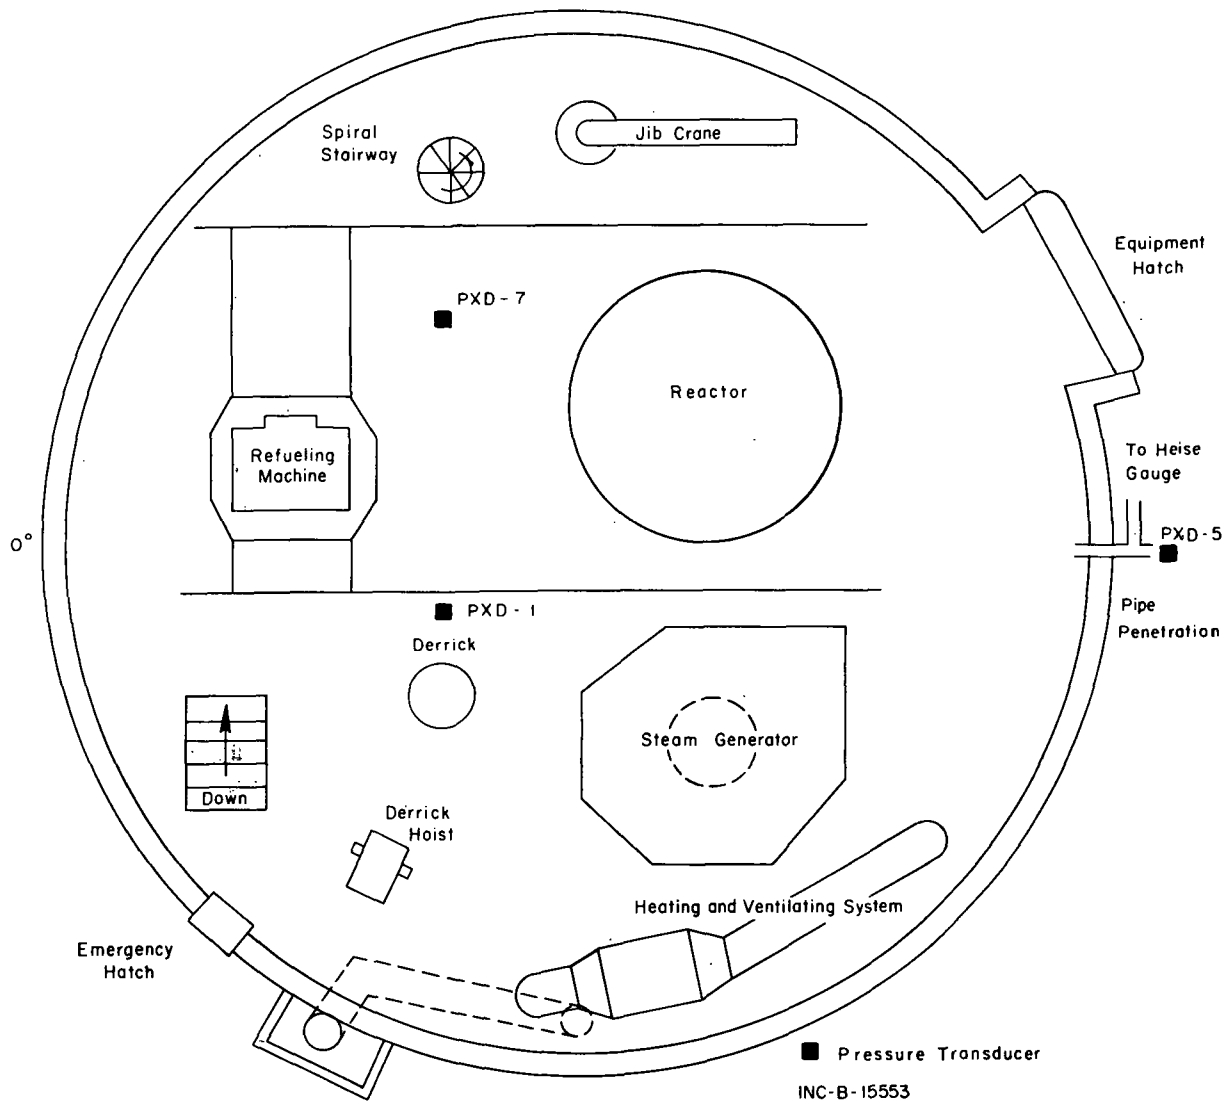 Spiral
Stairway
Jib Crane
Equipment
Hatch
PXD-7
Reactor
Refueling
Machine
To Heise
Gauge
0°
PXD-5
PXD-1
Pipe
Penetration
Derrick
Steam Generator
Down
Derrick
Hoist
Heating and Ventilating System
Emergency
Hatch
Pressure Transducer
INC-B-15553